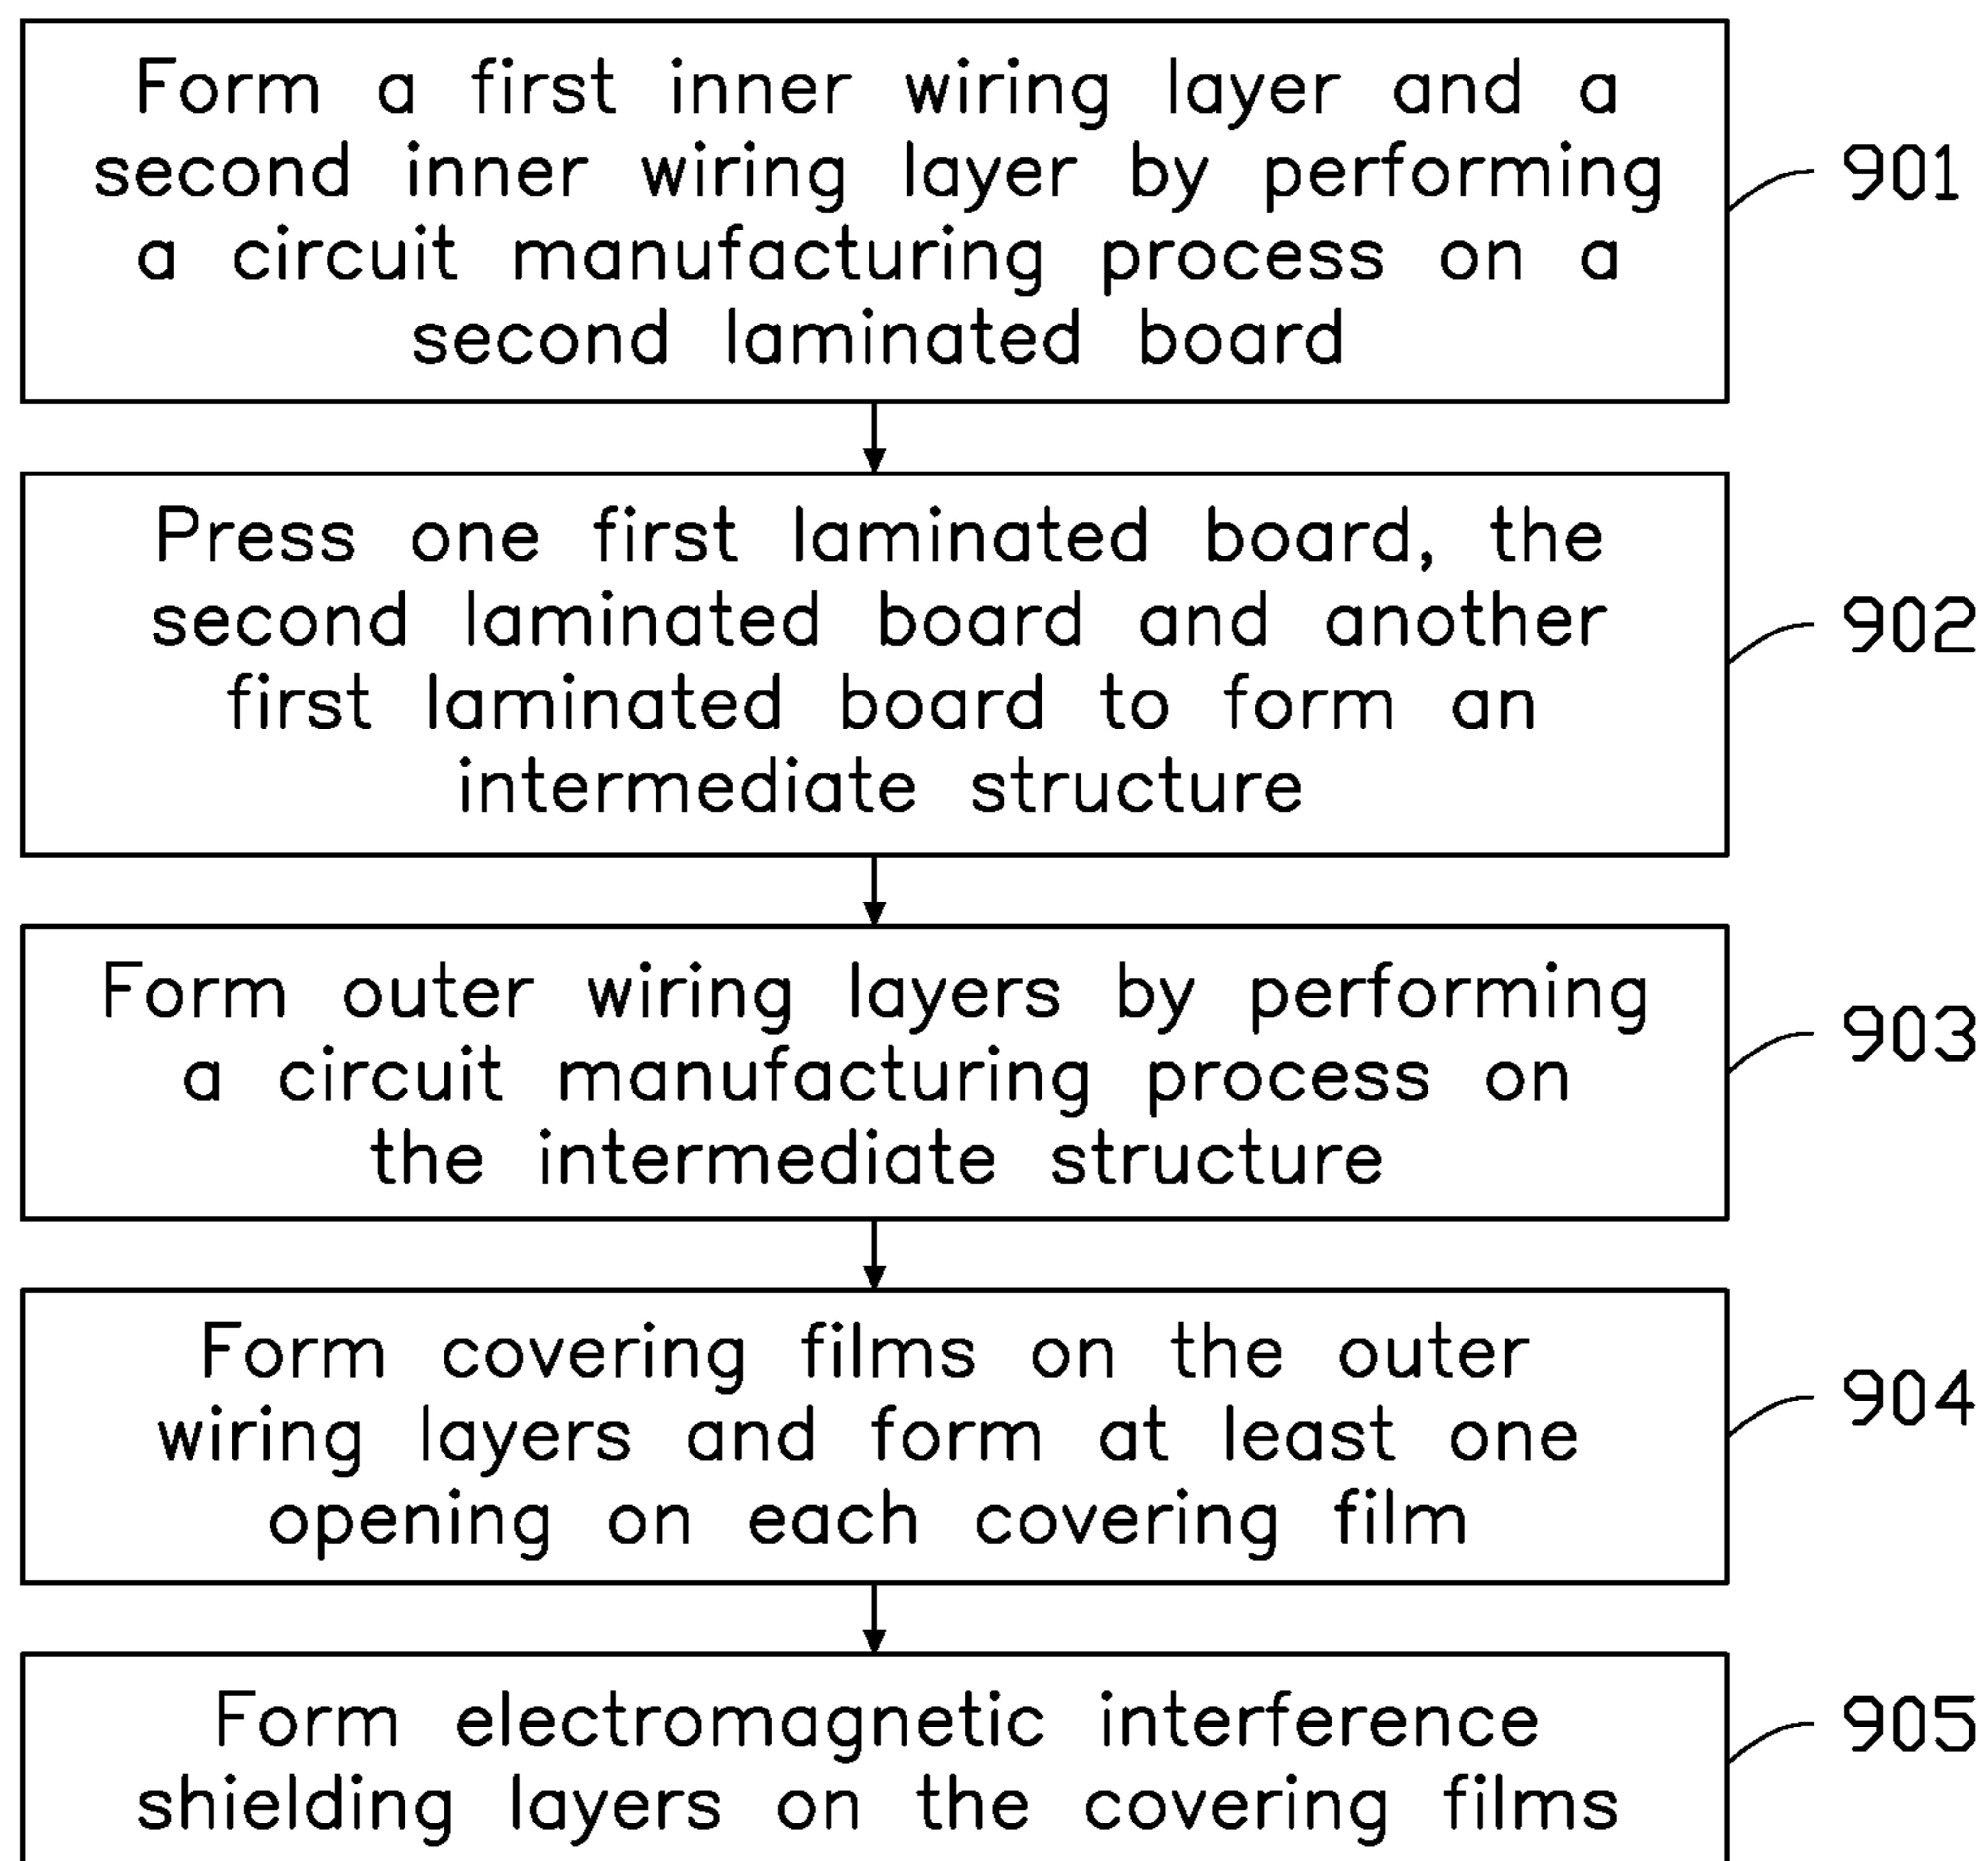 Form a first inner wiring layer and a
second inner wiring layer by performing
a circuit manufacturing process on a
second laminated board
901
Press one first laminated board, the
second laminated board and another
first laminated board to form an
intermediate structure
902
Form outer wiring layers by performing
a circuit manufacturing process on
the intermediate structure
903
Form covering films on the outer
wiring layers and form at least one
opening on each covering film
904
Form electromagnetic interference
shielding layers on the covering films
905